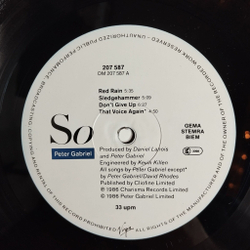 207 587
OM 207 587 A
Red Rain 5:35
Sledgehammer 5:09
Don't Give Up 6:27
That Voice Again* 4:50
So
Peter Gabriel
GEMA
STEMRA
BIEM
Produced by Daniel Lanois
and Peter Gabriel
Engineered by Kevin Killen
All songs by Peter Gabriel except*
by Peter Gabriel/David Rhodes
Published by Cliofine Limited
℗ 1986 Charisma Records Limited
© 1986 Peter Gabriel Limited
33 upm
Virgin